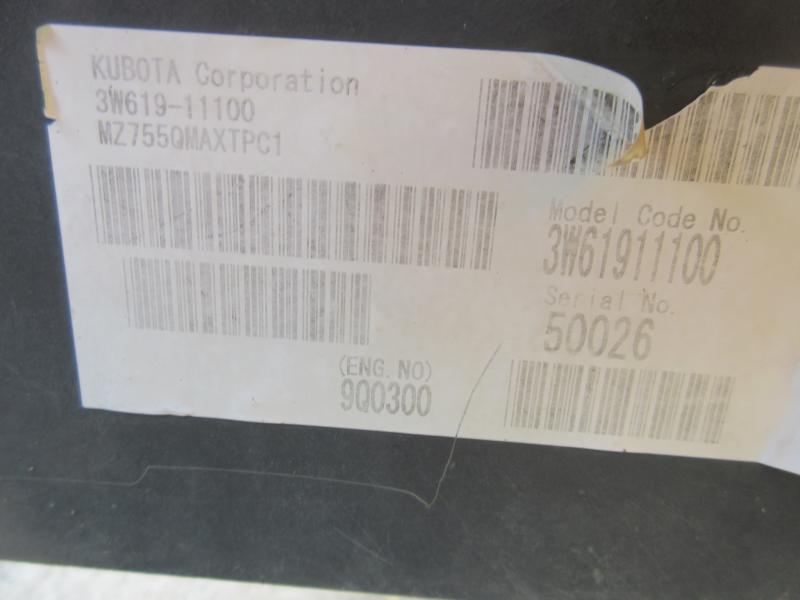 KUBOTA Corporation
3W619-11100
MZ755QMAXTPC1
Model Code No.
3W61911100
Serial No.
50026
(ENG.NO)
9Q0300